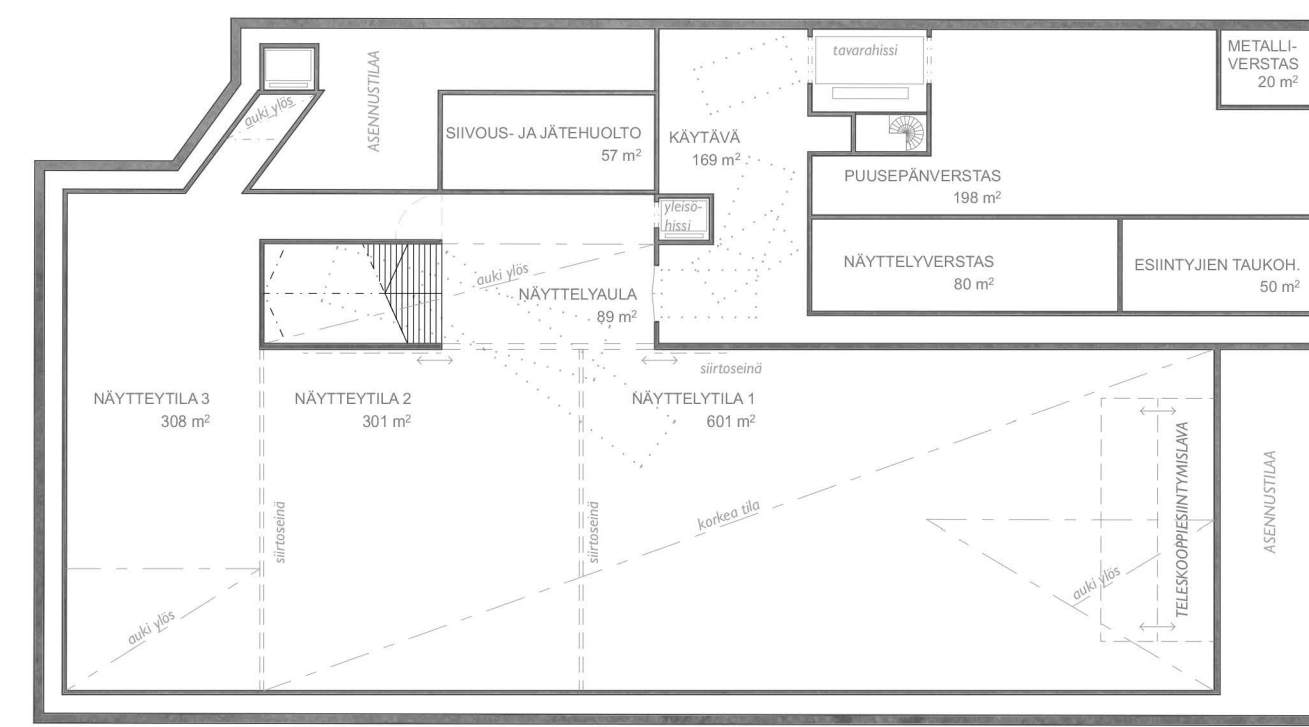 tavarahissi
METALLI-
VERSTAS
20 m²
auki ylös
ASENNUSTILAA
SIIVOUS- JA JÄTEHUOLTO
57 m²
KÄYTÄVÄ
169 m²
PUUSEPÄNVERSTAS
198 m²
yleisö-
hissi
NÄYTTELYVERSTAS
80 m²
ESIINTYJIEN TAUKOH.
50 m²
auki ylös
NÄYTTELYAULA
89 m²
siirtoseinä
NÄYTTEYTILA 3
308 m²
NÄYTTEYTILA 2
301 m²
NÄYTTELYTILA 1
601 m²
siirtoseinä
siirtoseinä
korkea tila
TELESKOOPPIESIINTYMISLAVA
ASENNUSTILAA
auki ylös
auki ylös